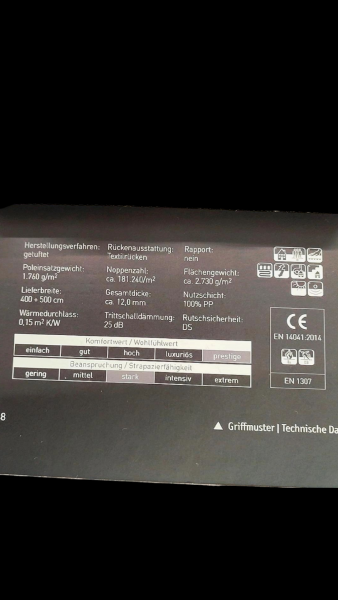 Herstellungsverfahren: Rückenausstattung: Rapport:
geluftet Textilrücken nein
Poleinsatzgewicht: Noppenzahl: Flächengewicht:
1.760 g/m² ca. 181.240/m² ca. 2.730 g/m²
Lieferbreite: Gesamtdicke: Nutzschicht:
400 + 500 cm ca. 12,0 mm 100% PP
Wärmedurchlass: Trittschalldämmung: Rutschsicherheit:
0,15 m² K/W 25 dB DS
Komfortwert / Wohlfühlwert
einfach gut hoch luxuriös prestige
Beanspruchung / Strapazierfähigkeit
gering mittel stark intensiv extrem
CE
EN 14041:2014
EN 1307
8
▲ Griffmuster | Technische Da